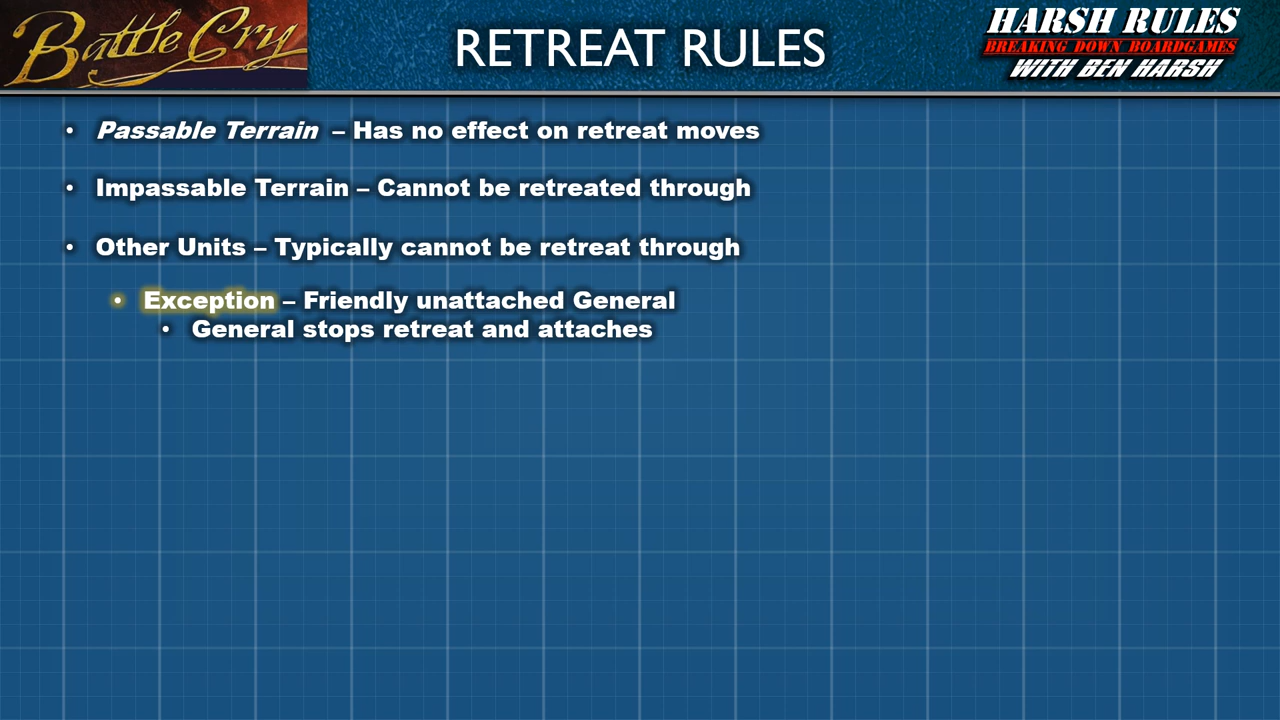 Battle Cry
RETREAT RULES
HARSH RULES
BREAKING DOWN BOARDGAMES
WITH BEN HARSH
• Passable Terrain – Has no effect on retreat moves
• Impassable Terrain – Cannot be retreated through
• Other Units – Typically cannot be retreat through
• Exception – Friendly unattached General
• General stops retreat and attaches